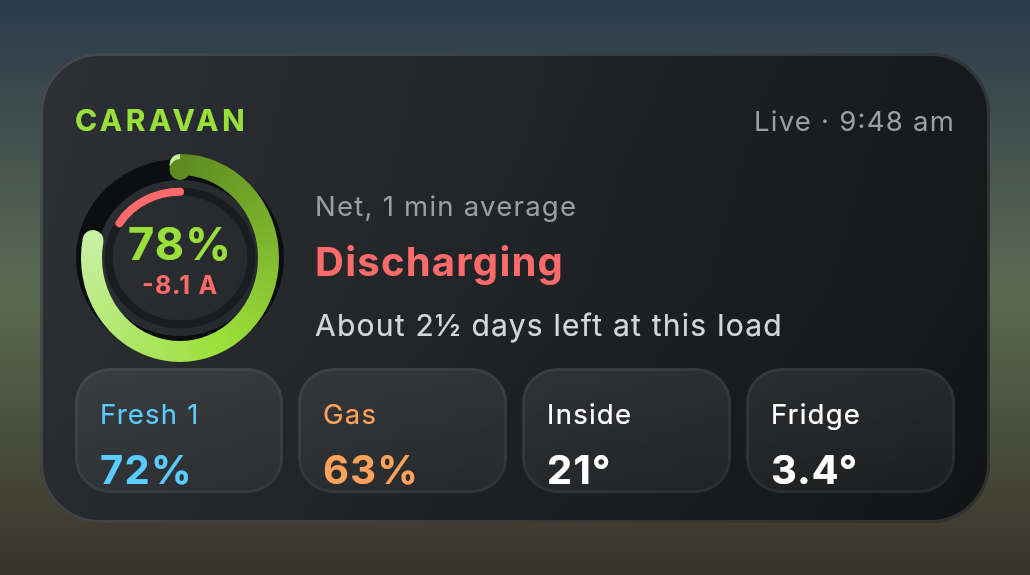 CARAVAN
Live · 9:48 am
78%
-8.1 A
Net, 1 min average
Discharging
About 2½ days left at this load
Fresh 1
72%
Gas
63%
Inside
21°
Fridge
3.4°